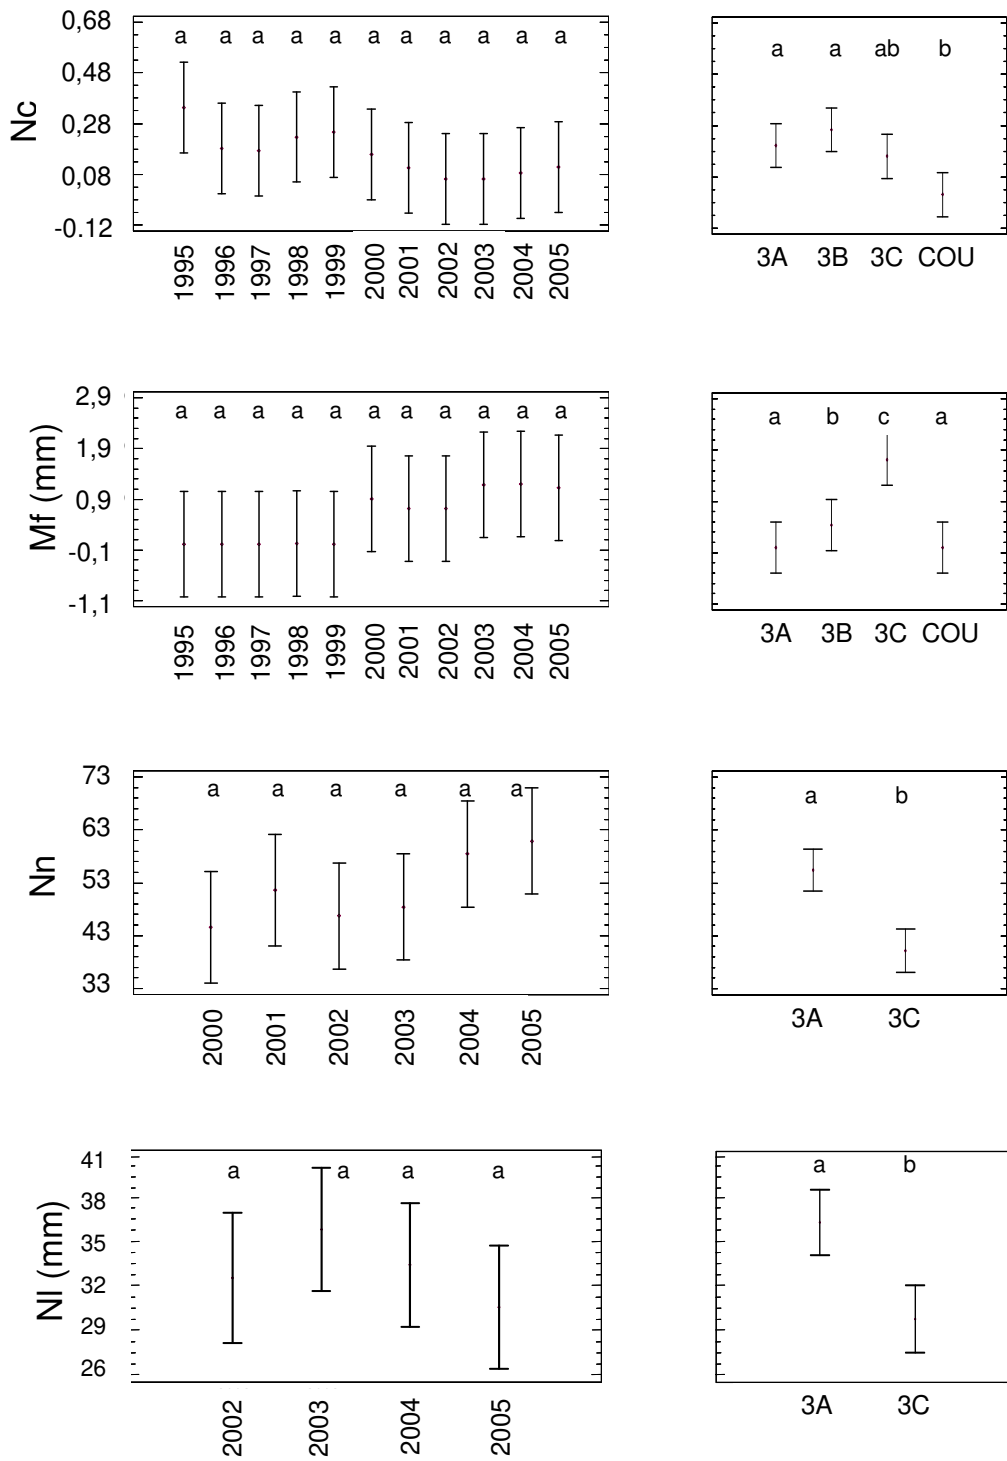 Nc
0,68
0,48
0,28
0,08
-0.12
a a a a a a a a a a a
1995 1996 1997 1998 1999 2000 2001 2002 2003 2004 2005
a a ab b
3A 3B 3C COU
Mf (mm)
2,9
1,9
0,9
-0,1
-1,1
a a a a a a a a a a a
1995 1996 1997 1998 1999 2000 2001 2002 2003 2004 2005
a b c a
3A 3B 3C COU
Nn
73
63
53
43
33
a a a a a a
2000 2001 2002 2003 2004 2005
a b
3A 3C
Nl (mm)
41
38
35
32
29
26
a a a a
2002 2003 2004 2005
a b
3A 3C